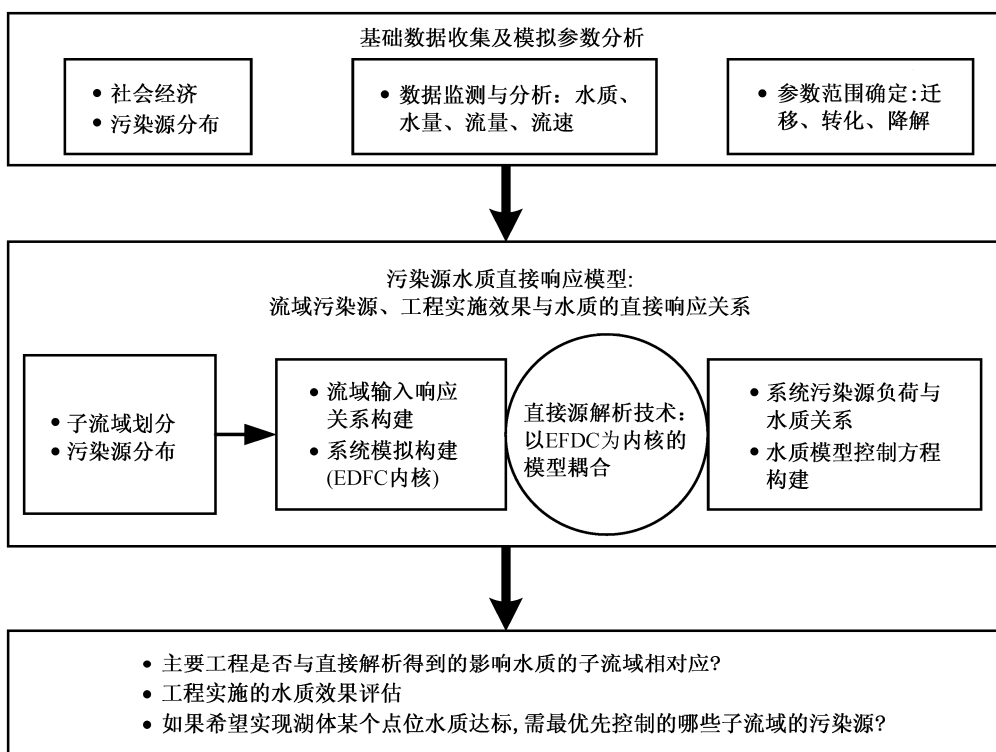 基础数据收集及模拟参数分析
• 社会经济
• 污染源分布
• 数据监测与分析：水质、
水量、流量、流速
• 参数范围确定:迁
移、转化、降解
污染源水质直接响应模型:
流域污染源、工程实施效果与水质的直接响应关系
• 子流域划分
• 污染源分布
• 流域输入响应
关系构建
• 系统模拟构建
(EDFC内核)
直接源解析技术：
以EFDC为内核的
模型耦合
• 系统污染源负荷与
水质关系
• 水质模型控制方程
构建
• 主要工程是否与直接解析得到的影响水质的子流域相对应?
• 工程实施的水质效果评估
• 如果希望实现湖体某个点位水质达标,需最优先控制的哪些子流域的污染源?